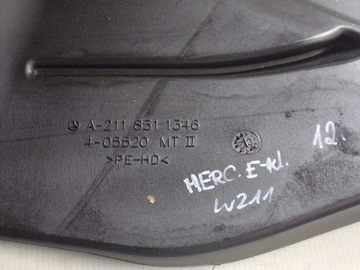 A-211 831 1346
4-05520 MT II
>PE-HD<
MERC. E-kl.
W211
12.